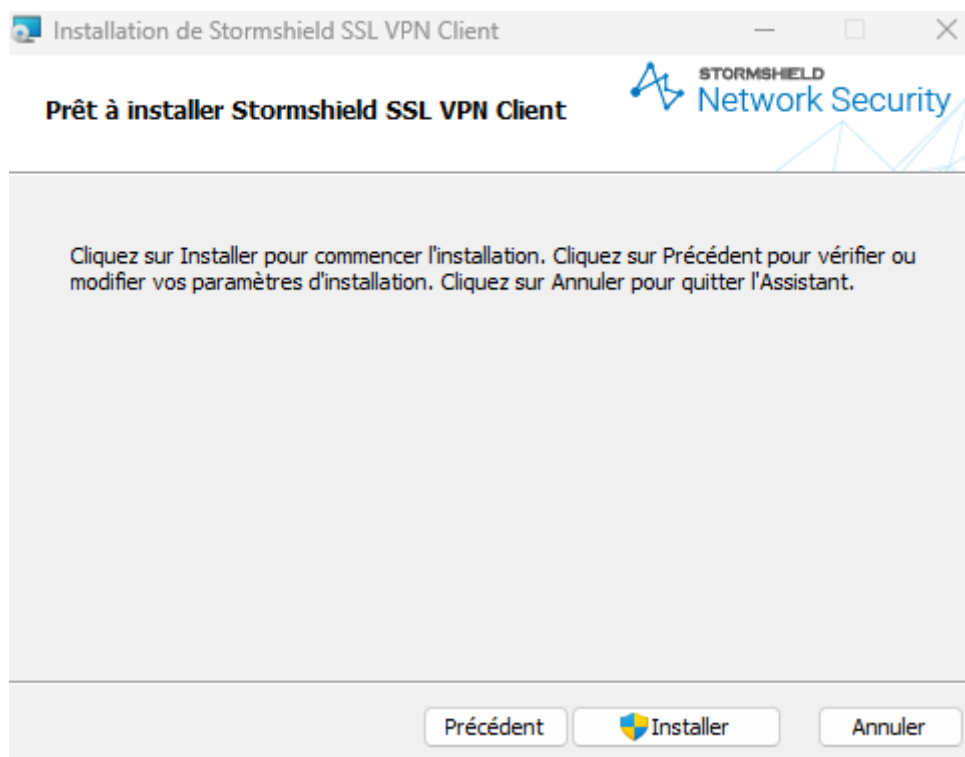 Installation de Stormshield SSL VPN Client
STORMSHIELD
Network Security
Prêt à installer Stormshield SSL VPN Client
Cliquez sur Installer pour commencer l'installation. Cliquez sur Précédent pour vérifier ou
modifier vos paramètres d'installation. Cliquez sur Annuler pour quitter l'Assistant.
Précédent
Installer
Annuler